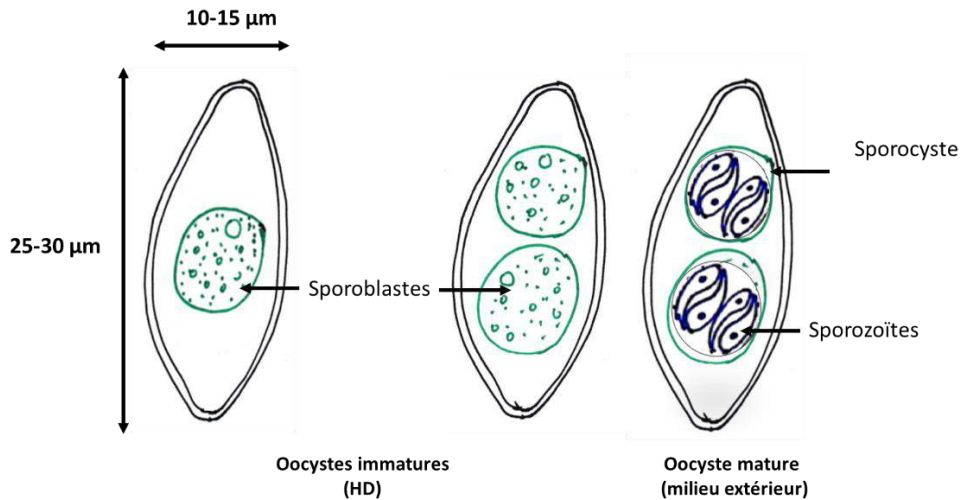 10-15 µm
25-30 µm
Sporoblastes
Sporocyste
Sporozoïtes
Oocystes immatures
(HD)
Oocyste mature
(milieu extérieur)